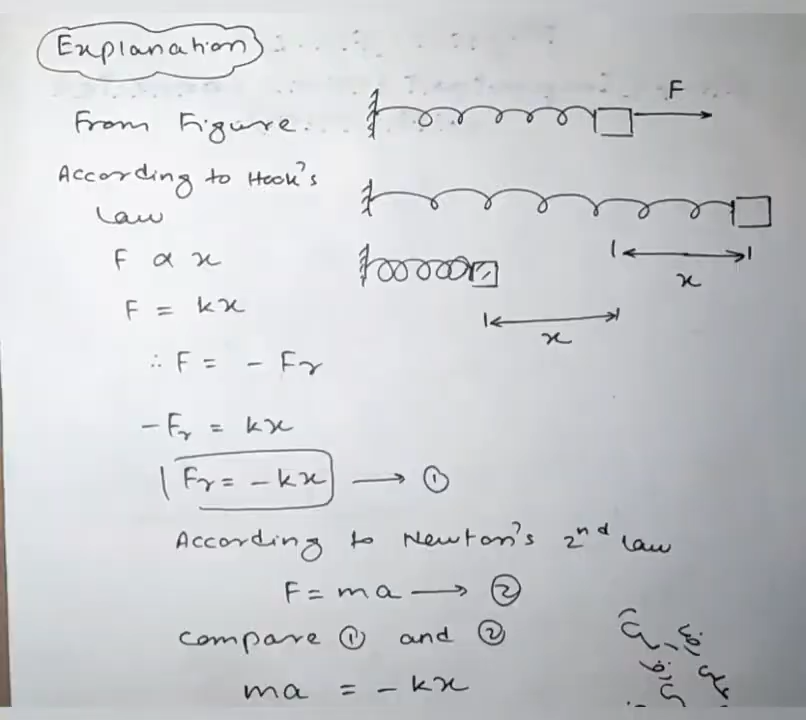 Explanation
From Figure.
F
According to Hook's
law
F ∝ x
x
F = kx
x
∴ F = - Fr
-Fr = kx
Fr = - kx → ①
According to Newton's 2nd law
F = ma → ②
compare ① and ②
ma = - kx